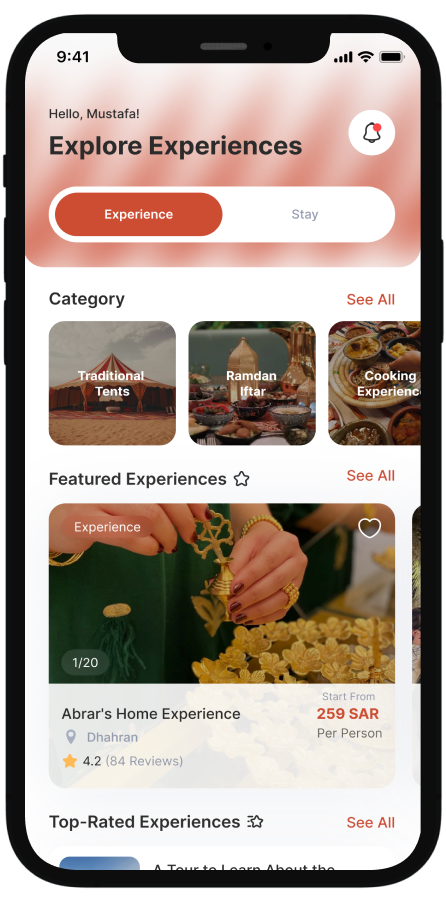 9:41
Hello, Mustafa!
Explore Experiences
Experience
Stay
Category
See All
Traditional
Tents
Ramdan
Iftar
Cooking
Experienc
Featured Experiences
See All
Experience
1/20
Start From
Abrar's Home Experience
259 SAR
Dhahran
Per Person
4.2 (84 Reviews)
Top-Rated Experiences
See All
A Tour to Learn About the